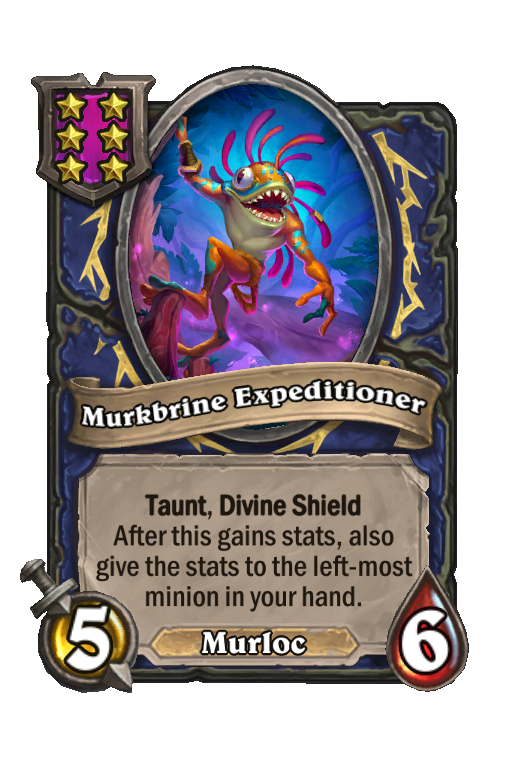 Murkbrine Expeditioner
Taunt, Divine Shield
After this gains stats, also
give the stats to the left-most
minion in your hand.
5
Murloc
6